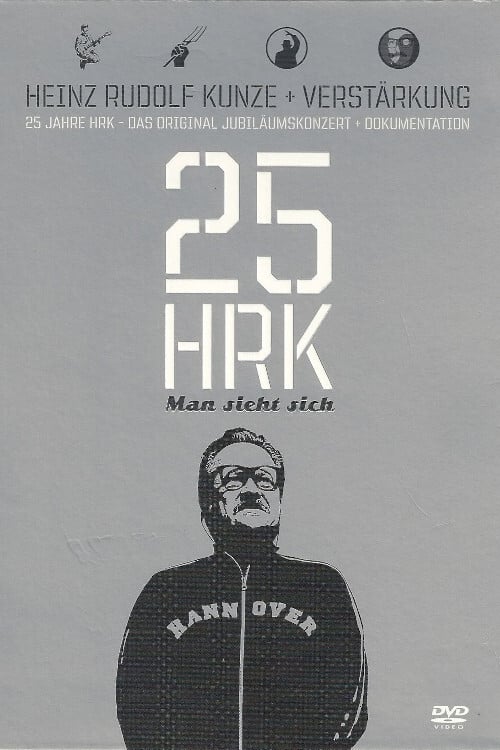 HEINZ RUDOLF KUNZE + VERSTÄRKUNG
25 JAHRE HRK - DAS ORIGINAL JUBILÄUMSKONZERT + DOKUMENTATION
25
HRK
Man sieht sich
HANNOVER
DVD
VIDEO